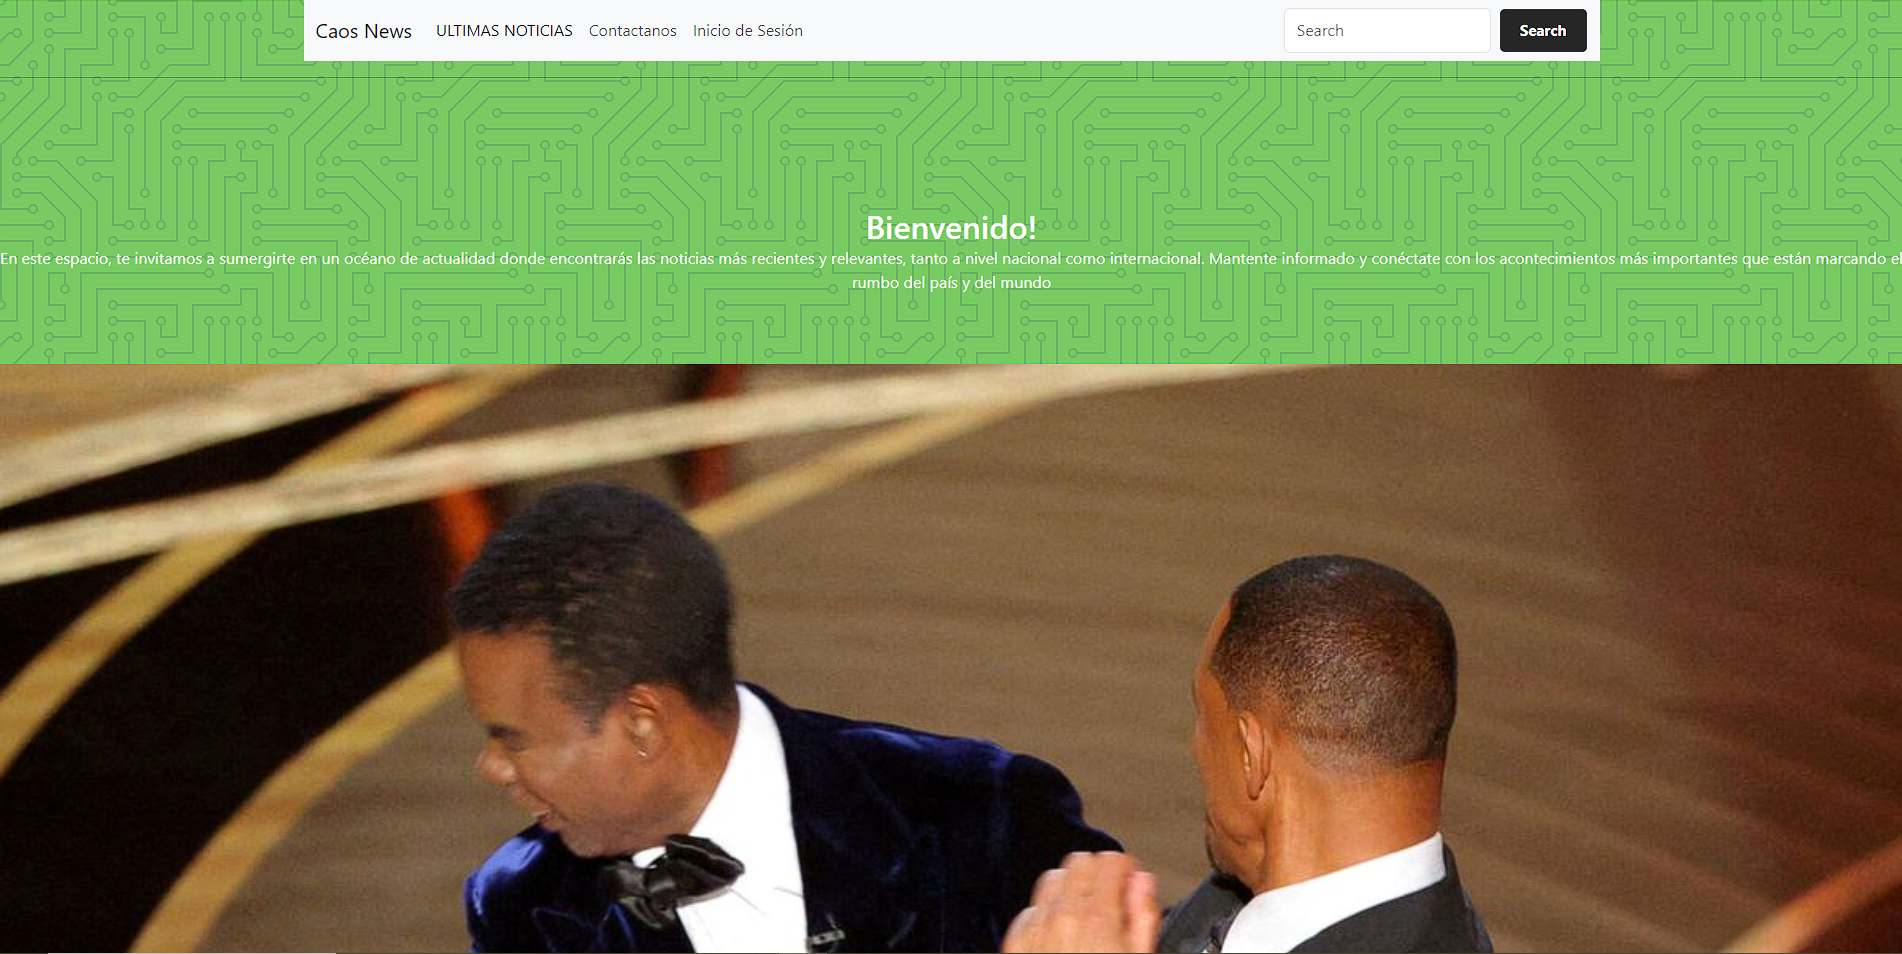 Caos News ULTIMAS NOTICIAS Contactanos Inicio de Sesión Search Search
Bienvenido!
En este espacio, te invitamos a sumergirte en un océano de actualidad donde encontrarás las noticias más recientes y relevantes, tanto a nivel nacional como internacional. Mantente informado y conéctate con los acontecimientos más importantes que están marcando el
rumbo del país y del mundo